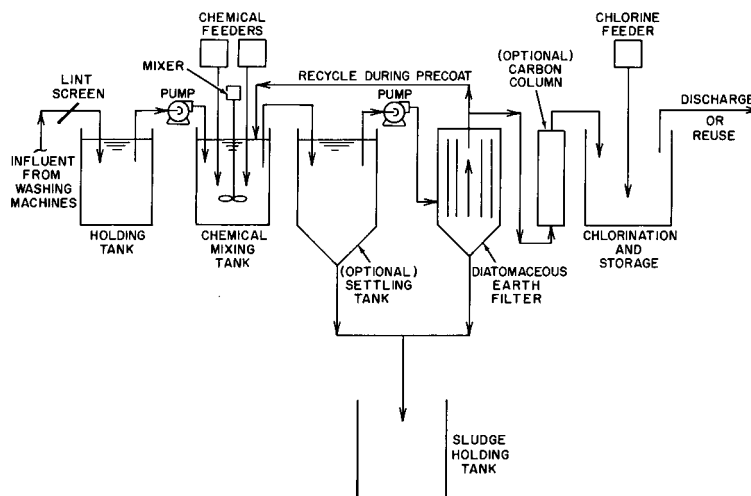 CHEMICAL
FEEDERS
CHLORINE
FEEDER
MIXER
(OPTIONAL)
CARBON
COLUMN
LINT
SCREEN
PUMP
RECYCLE DURING PRECOAT
PUMP
DISCHARGE
OR
REUSE
INFLUENT
FROM
WASHING
MACHINES
HOLDING
TANK
CHEMICAL
MIXING
TANK
(OPTIONAL)
SETTLING
TANK
DIATOMACEOUS
EARTH
FILTER
CHLORINATION
AND
STORAGE
SLUDGE
HOLDING
TANK